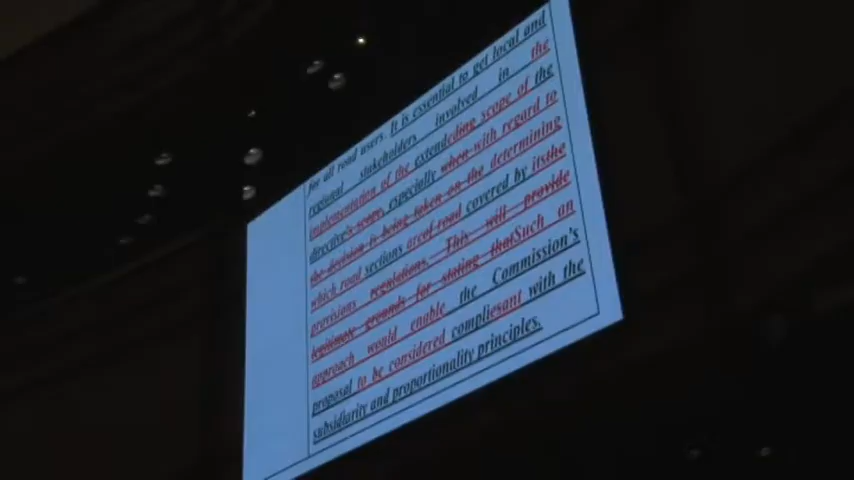 for all road users. It is essential to get local and
regional stakeholders involved in the
implementation of the extending scope of the
directive's scope, especially when with regard to
the decision is being taken on the determining
which road sections are of road covered by itsthe
provisions regulations. This will provide
legitimate grounds for stating thatSuch an
approach would enable the Commission's
proposal to be considered compliesant with the
subsidiarity and proportionality principles.